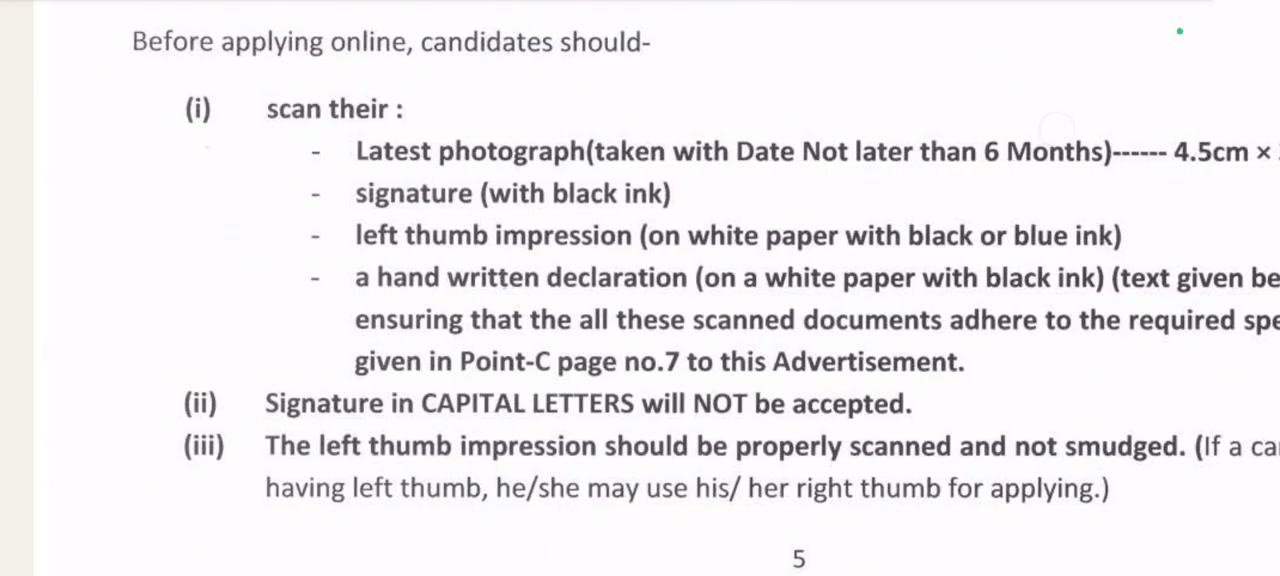 Before applying online, candidates should-
(i) scan their :
- Latest photograph(taken with Date Not later than 6 Months)------ 4.5cm ×
- signature (with black ink)
- left thumb impression (on white paper with black or blue ink)
- a hand written declaration (on a white paper with black ink) (text given be
ensuring that the all these scanned documents adhere to the required spe
given in Point-C page no.7 to this Advertisement.
(ii) Signature in CAPITAL LETTERS will NOT be accepted.
(iii) The left thumb impression should be properly scanned and not smudged. (If a ca
having left thumb, he/she may use his/ her right thumb for applying.)
5